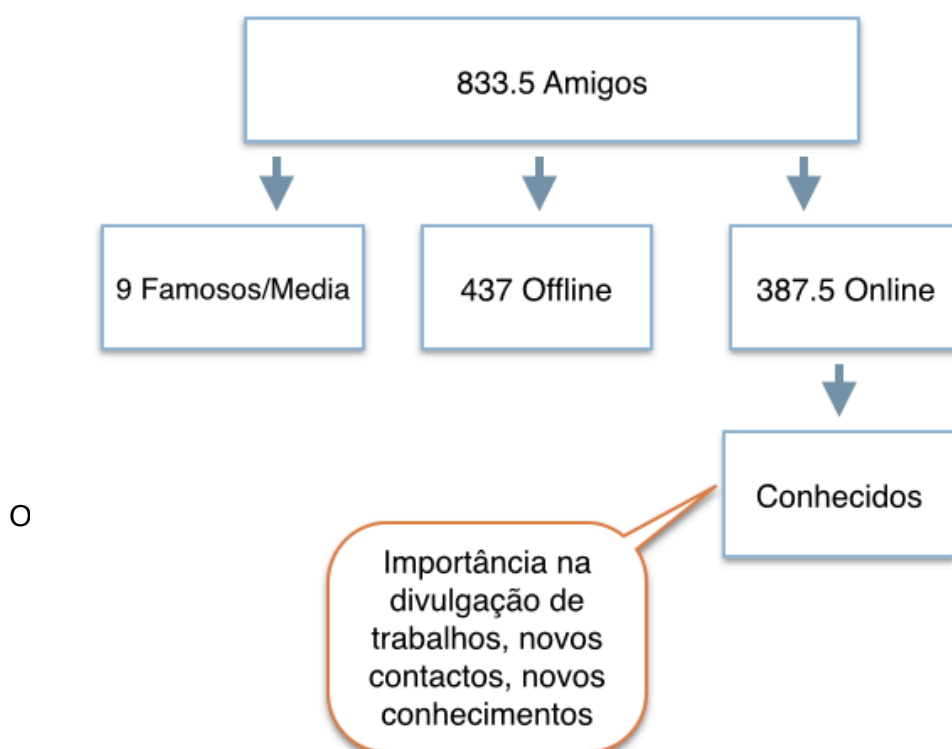 833.5 Amigos
9 Famosos/Media
437 Offline
387.5 Online
Conhecidos
O
Importância na
divulgação de
trabalhos, novos
contactos, novos
conhecimentos